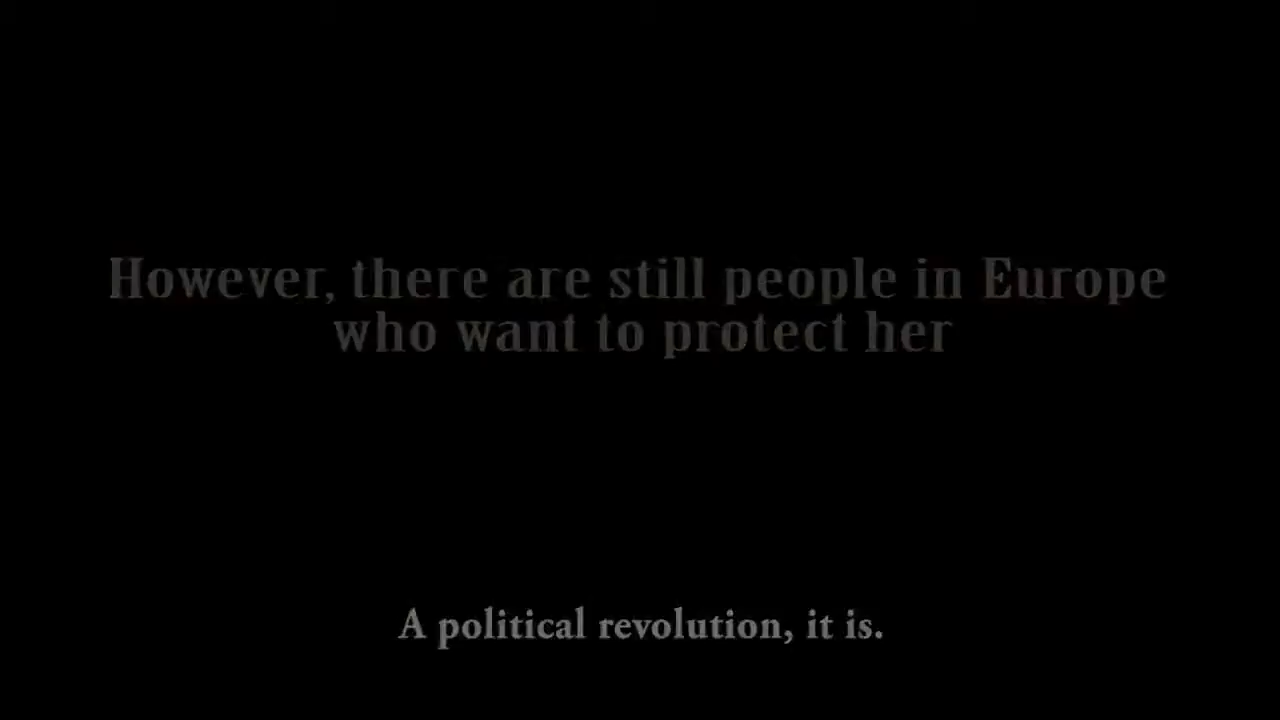 However, there are still people in Europe
who want to protect her
A political revolution, it is.